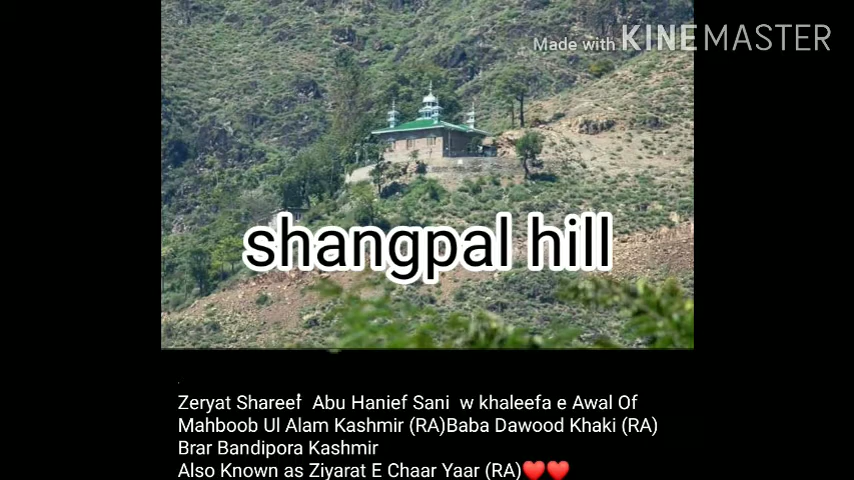 Made with KINEMASTER
shangpal hill
Zeryat Shareef Abu Hanief Sani w khaleefa e Awal Of
Mahboob Ul Alam Kashmir (RA)Baba Dawood Khaki (RA)
Brar Bandipora Kashmir
Also Known as Ziyarat E Chaar Yaar (RA)❤️❤️